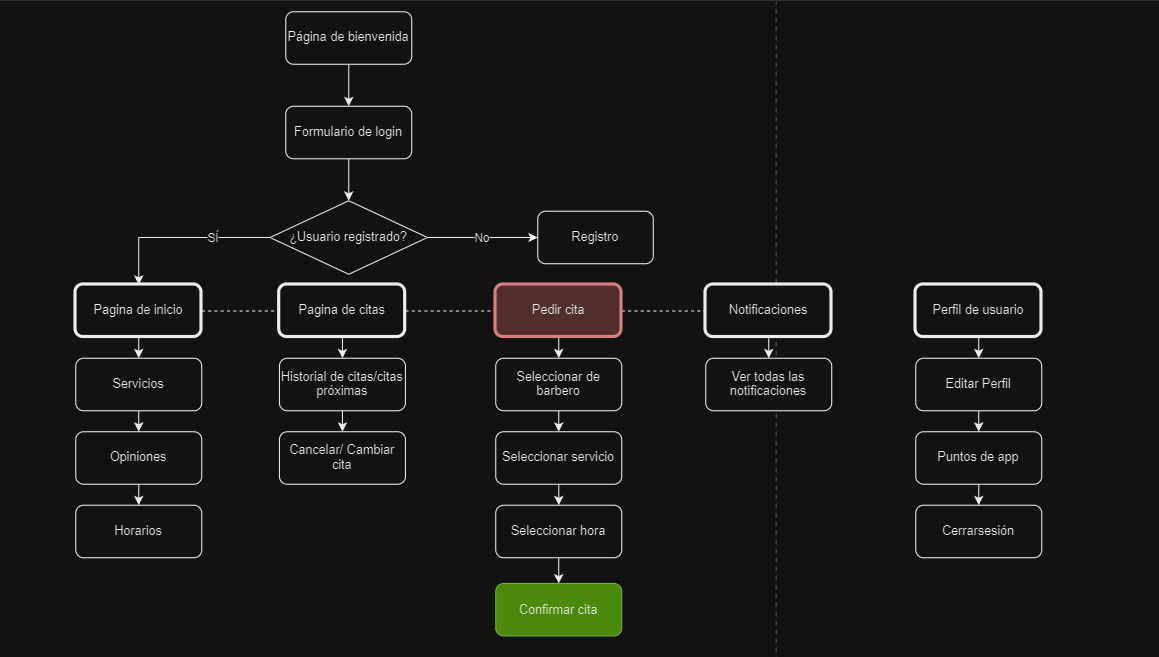 Página de bienvenida
Formulario de login
¿Usuario registrado?
SÍ
No
Registro
Pagina de inicio
Pagina de citas
Pedir cita
Notificaciones
Perfil de usuario
Servicios
Historial de citas/citas
próximas
Seleccionar de
barbero
Ver todas las
notificaciones
Editar Perfil
Opiniones
Cancelar/ Cambiar
cita
Seleccionar servicio
Puntos de app
Horarios
Seleccionar hora
Cerrarsesión
Confirmar cita